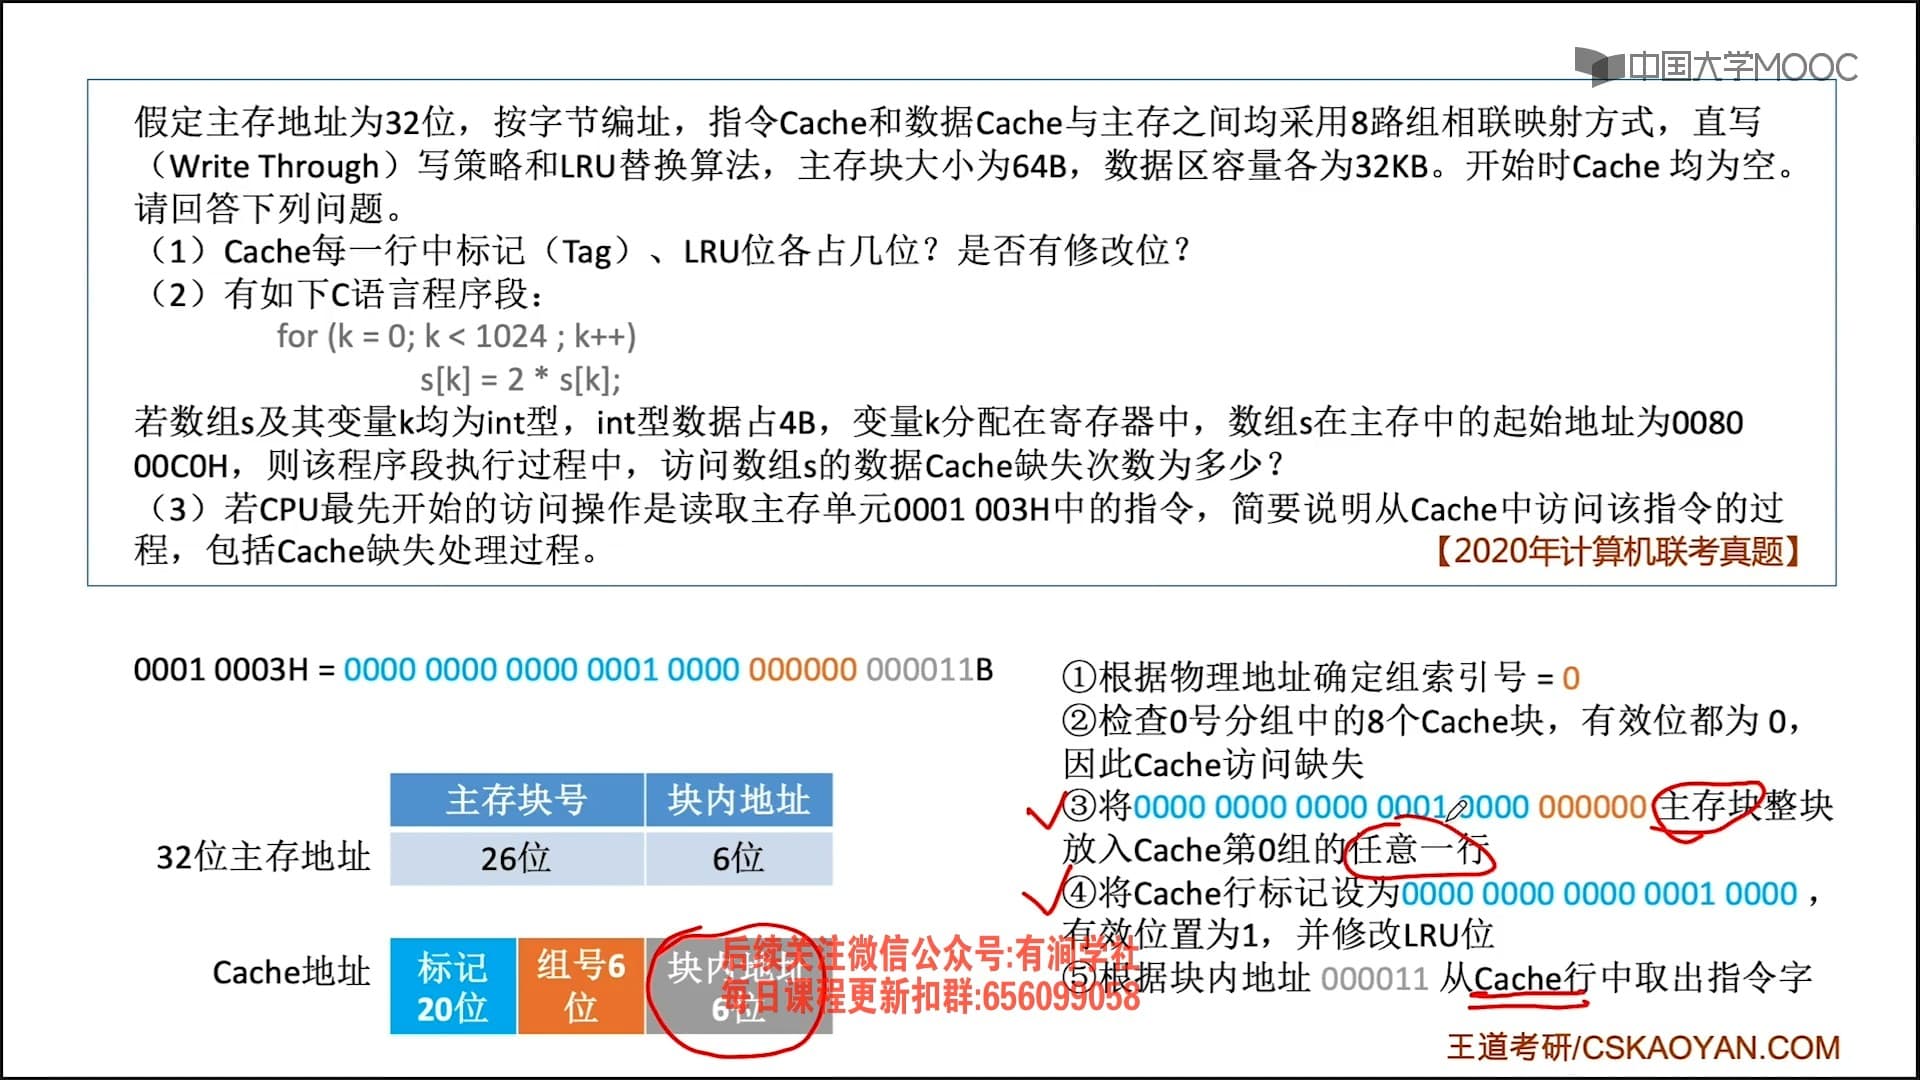 中国大学MOOC
假定主存地址为32位，按字节编址，指令Cache和数据Cache与主存之间均采用8路组相联映射方式，直写
（Write Through）写策略和LRU替换算法，主存块大小为64B，数据区容量各为32KB。开始时Cache 均为空。
请回答下列问题。
（1）Cache每一行中标记（Tag）、LRU位各占几位？是否有修改位？
（2）有如下C语言程序段：
for (k = 0; k < 1024 ; k++)
s[k] = 2 * s[k];
若数组s及其变量k均为int型，int型数据占4B，变量k分配在寄存器中，数组s在主存中的起始地址为0080
00C0H，则该程序段执行过程中，访问数组s的数据Cache缺失次数为多少？
（3）若CPU最先开始的访问操作是读取主存单元0001 003H中的指令，简要说明从Cache中访问该指令的过
程，包括Cache缺失处理过程。
【2020年计算机联考真题】
0001 0003H = 0000 0000 0000 0001 0000 000000 000011B
主存块号 块内地址
32位主存地址 26位 6位
Cache地址 标记 组号6 块内地址
20位 位 6位
①根据物理地址确定组索引号 = 0
②检查0号分组中的8个Cache块，有效位都为 0，
因此Cache访问缺失
③将0000 0000 0000 0001 0000 000000 主存块整块
放入Cache第0组的任意一行
④将Cache行标记设为0000 0000 0000 0001 0000 ，
有效位置为1，并修改LRU位
⑤根据块内地址 000011 从Cache行中取出指令字
后续关注微信公众号:有涧学社
每日课程更新扣群:656099058
王道考研/CSKAOYAN.COM